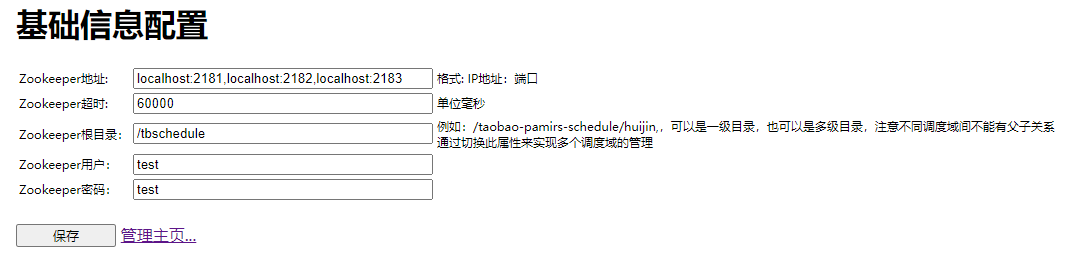 基础信息配置
Zookeeper地址: localhost:2181,localhost:2182,localhost:2183 格式: IP地址：端口
Zookeeper超时: 60000 单位毫秒
Zookeeper根目录： /tbschedule 例如：/taobao-pamirs-schedule/huijin,，可以是一级目录，也可以是多级目录，注意不同调度域间不能有父子关系
通过切换此属性来实现多个调度域的管理
Zookeeper用户： test
Zookeeper密码： test
保存 管理主页...